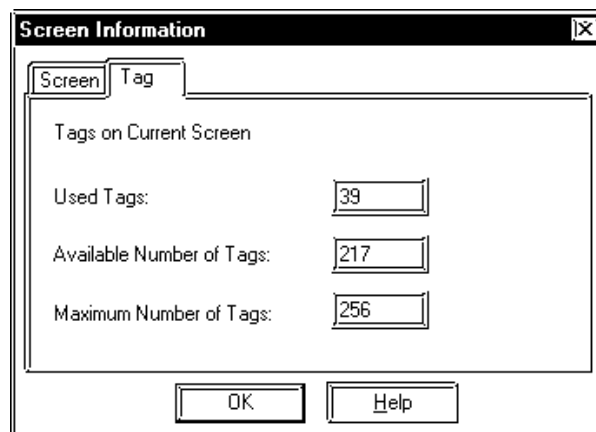 Screen Information
Screen Tag
Tags on Current Screen
Used Tags: 39
Available Number of Tags: 217
Maximum Number of Tags: 256
OK Help